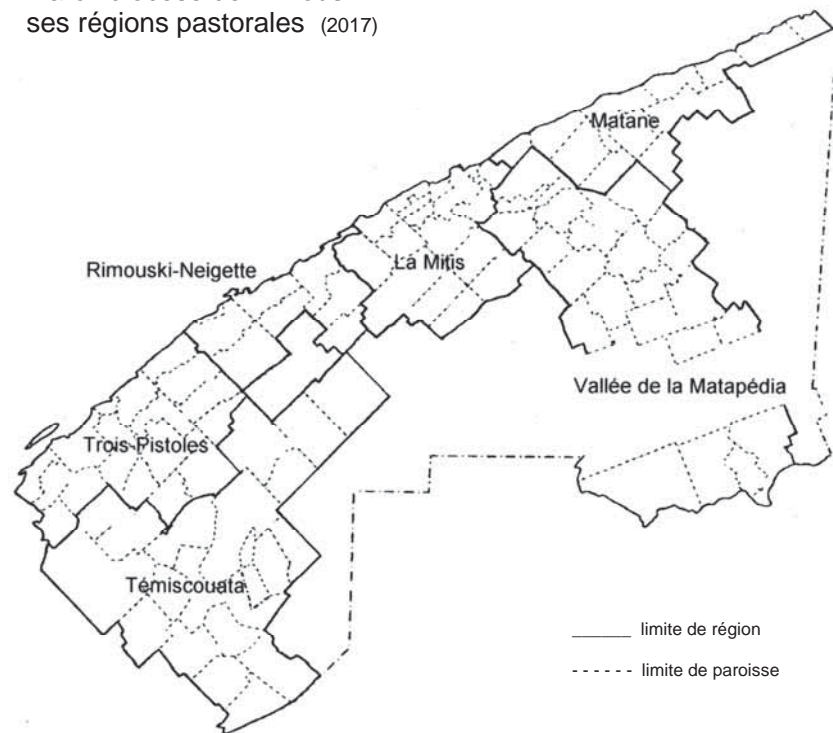 ses régions pastorales (2017)
Matane
La Mitis
Rimouski-Neigette
Vallée de la Matapédia
Trois-Pistoles
Témiscouata
______ limite de région
- - - - - - limite de paroisse